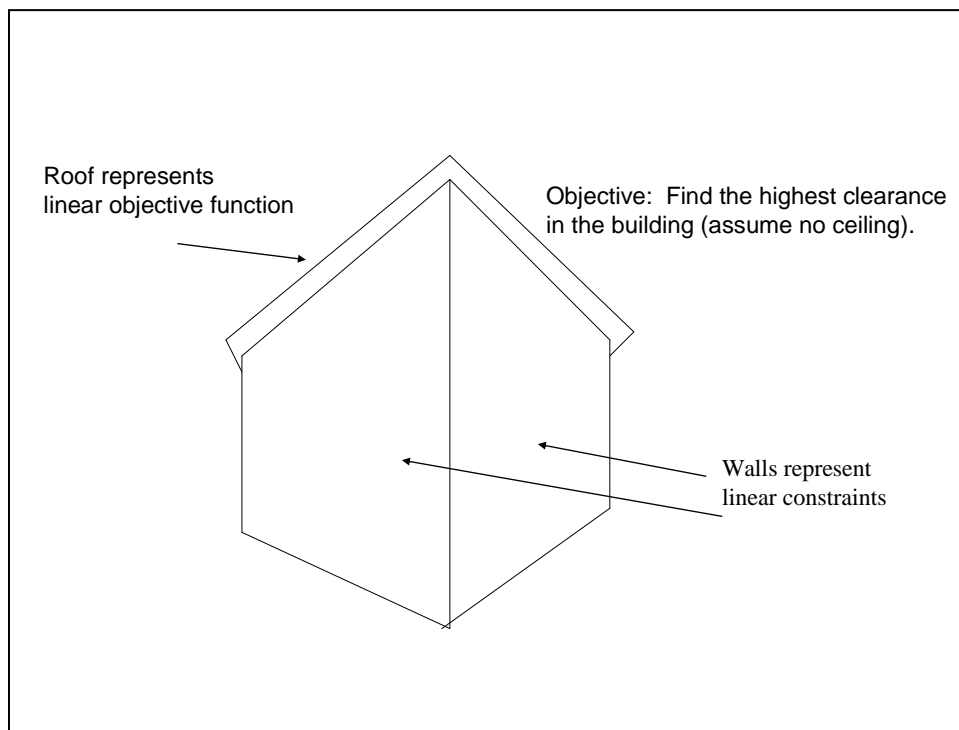 Roof represents
linear objective function
Objective: Find the highest clearance
in the building (assume no ceiling).
Walls represent
linear constraints